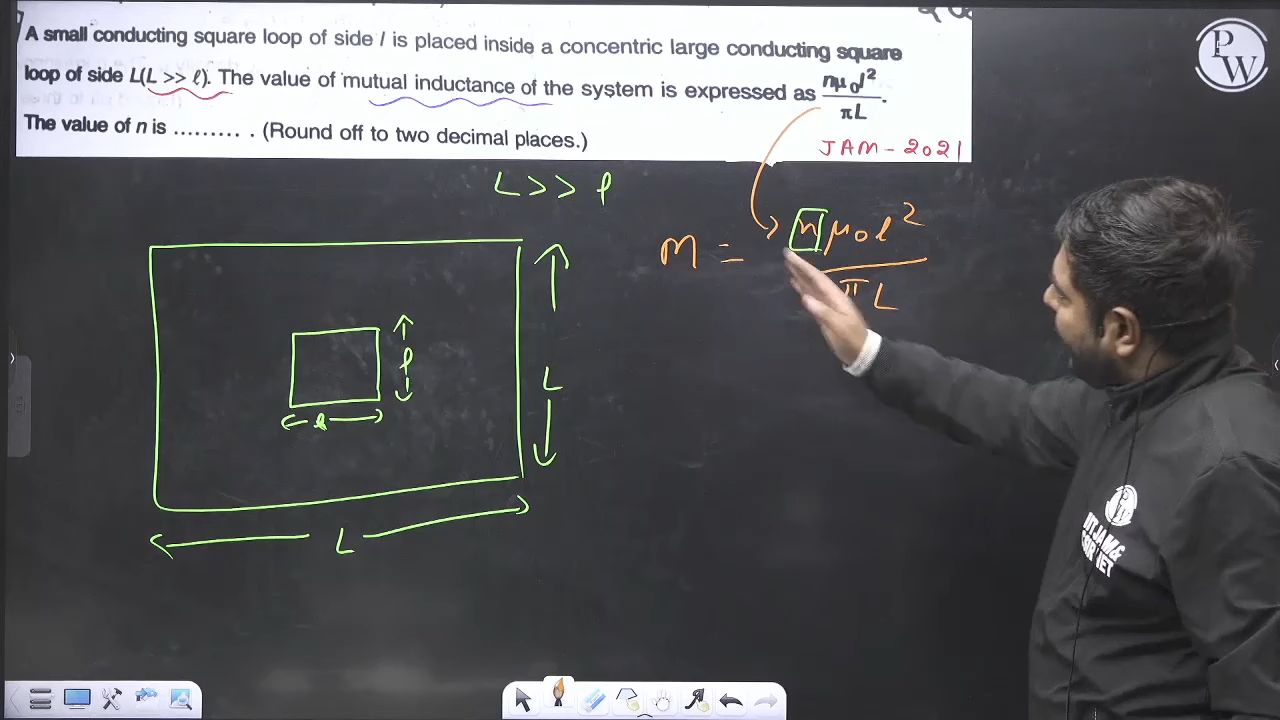 A small conducting square loop of side l is placed inside a concentric large conducting square
loop of side L(L >> ℓ). The value of mutual inductance of the system is expressed as nμ₀l²/πL.
The value of n is ......... . (Round off to two decimal places.)
JAM - 2021
L >> l
M = nμ₀l²/πL
l
l
L
L
P
W
PW